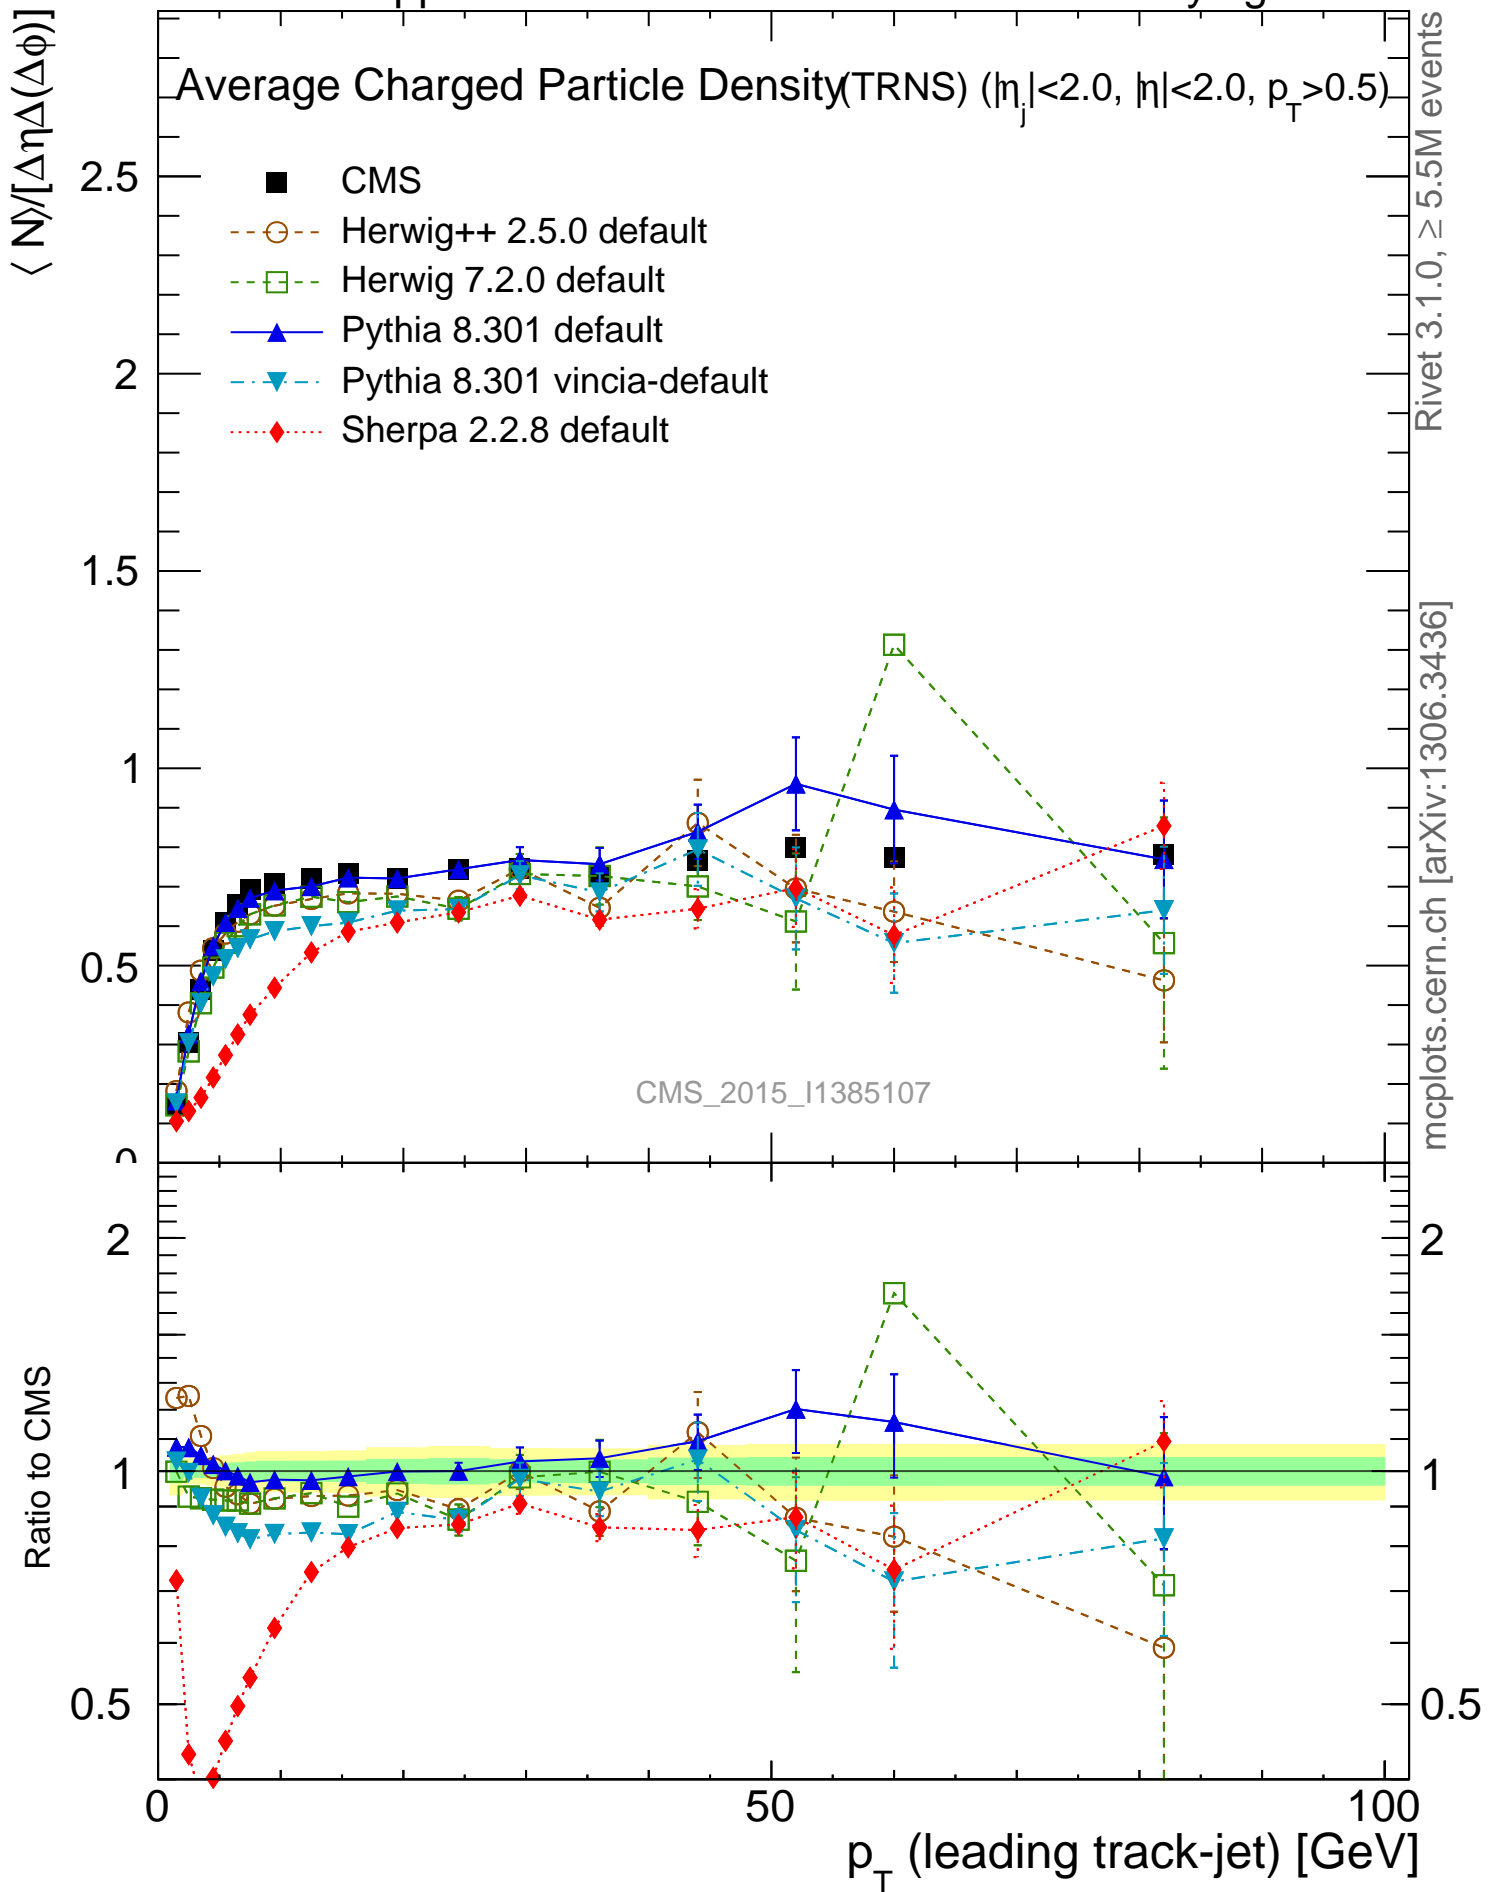 Average Charged Particle Density (TRNS) (|η_j|<2.0, |η|<2.0, p_T>0.5)
⟨ N⟩/[ΔηΔ(Δϕ)]
CMS
Herwig++ 2.5.0 default
Herwig 7.2.0 default
Pythia 8.301 default
Pythia 8.301 vincia-default
Sherpa 2.2.8 default
2.5
2
1.5
1
0.5
0
CMS_2015_I1385107
Rivet 3.1.0, ≥ 5.5M events
mcplots.cern.ch [arXiv:1306.3436]
Ratio to CMS
2
1
0.5
2
1
0.5
0
50
100
p_T (leading track-jet) [GeV]